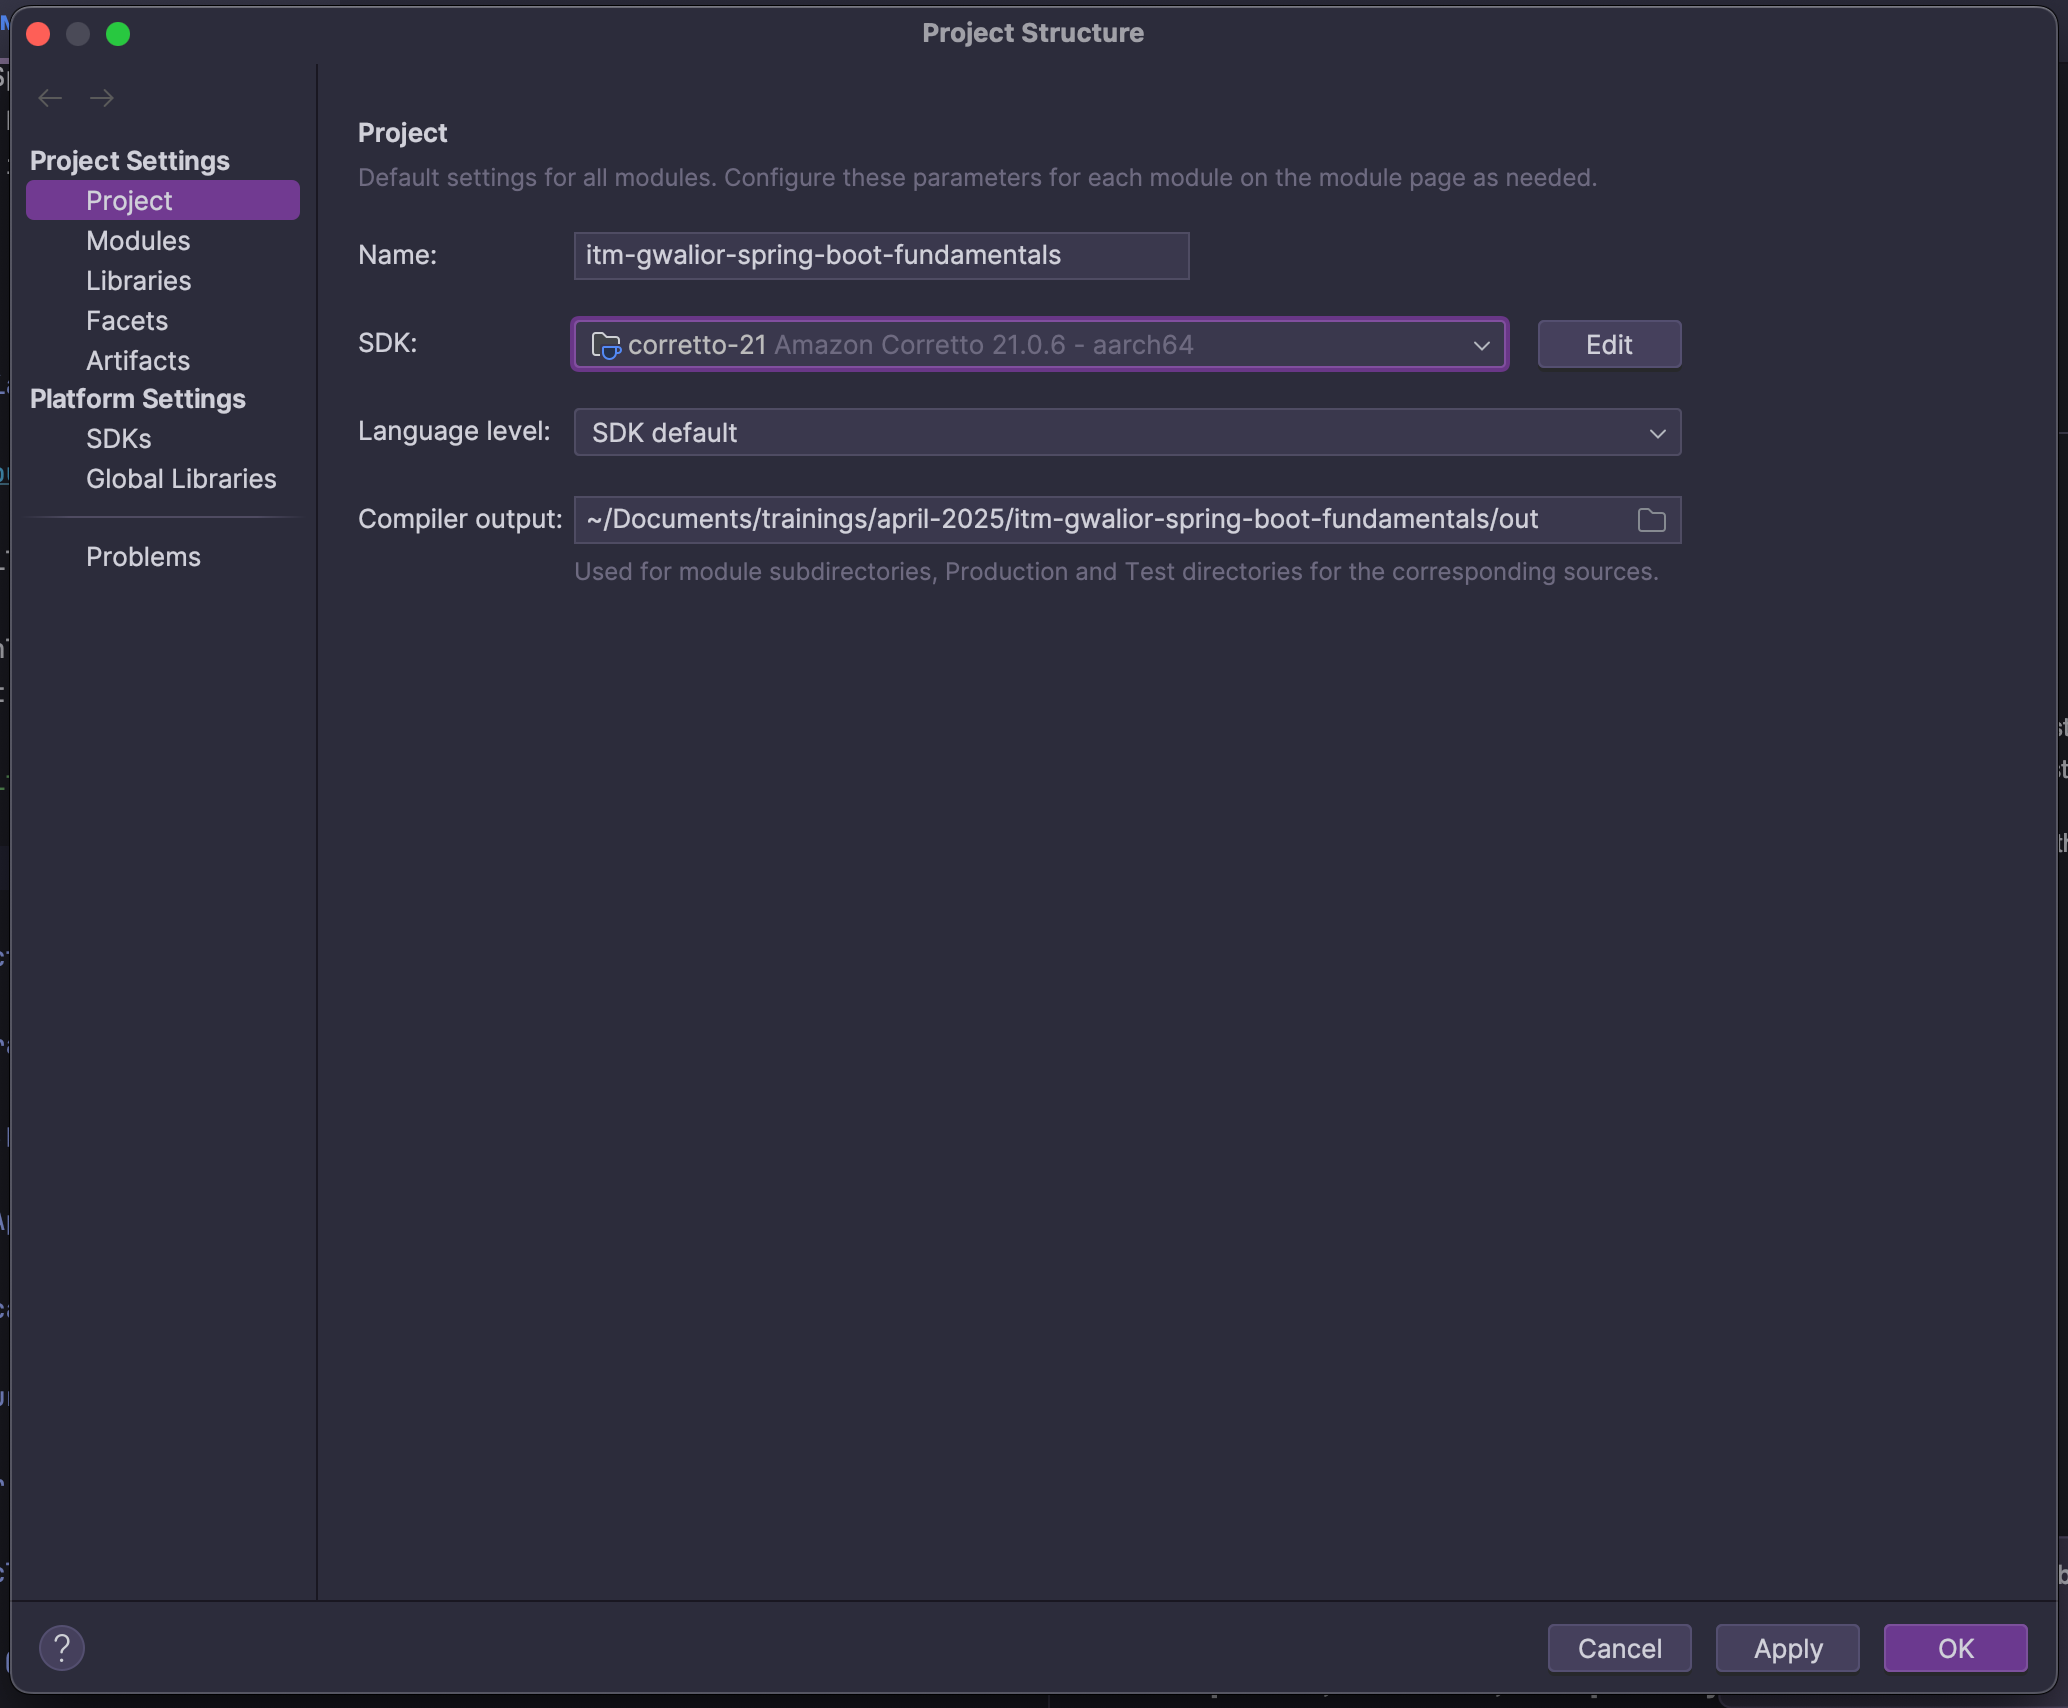 Project Structure
Project Settings
Project
Modules
Libraries
Facets
Artifacts
Platform Settings
SDKs
Global Libraries
Problems
Project
Default settings for all modules. Configure these parameters for each module on the module page as needed.
Name: itm-gwalior-spring-boot-fundamentals
SDK: corretto-21 Amazon Corretto 21.0.6 - aarch64 Edit
Language level: SDK default
Compiler output: ~/Documents/trainings/april-2025/itm-gwalior-spring-boot-fundamentals/out
Used for module subdirectories, Production and Test directories for the corresponding sources.
? Cancel Apply OK